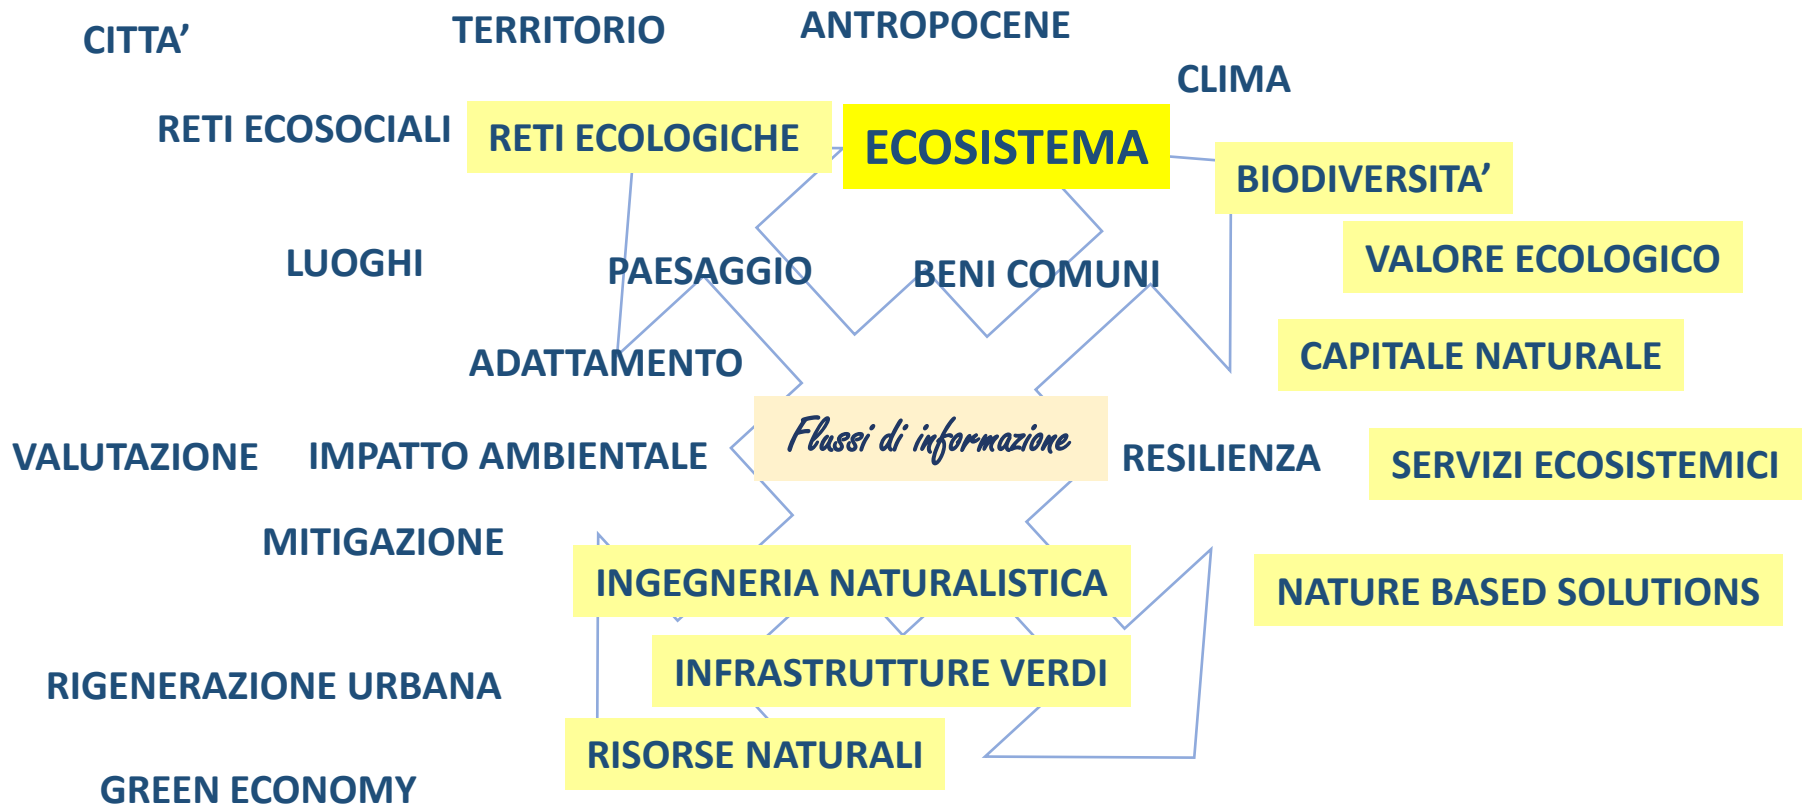 CITTA’
TERRITORIO
ANTROPOCENE
CLIMA
RETI ECOSOCIALI
RETI ECOLOGICHE
ECOSISTEMA
BIODIVERSITA’
LUOGHI
PAESAGGIO
BENI COMUNI
VALORE ECOLOGICO
ADATTAMENTO
CAPITALE NATURALE
Flussi di informazione
VALUTAZIONE
IMPATTO AMBIENTALE
RESILIENZA
SERVIZI ECOSISTEMICI
MITIGAZIONE
INGEGNERIA NATURALISTICA
NATURE BASED SOLUTIONS
RIGENERAZIONE URBANA
INFRASTRUTTURE VERDI
RISORSE NATURALI
GREEN ECONOMY